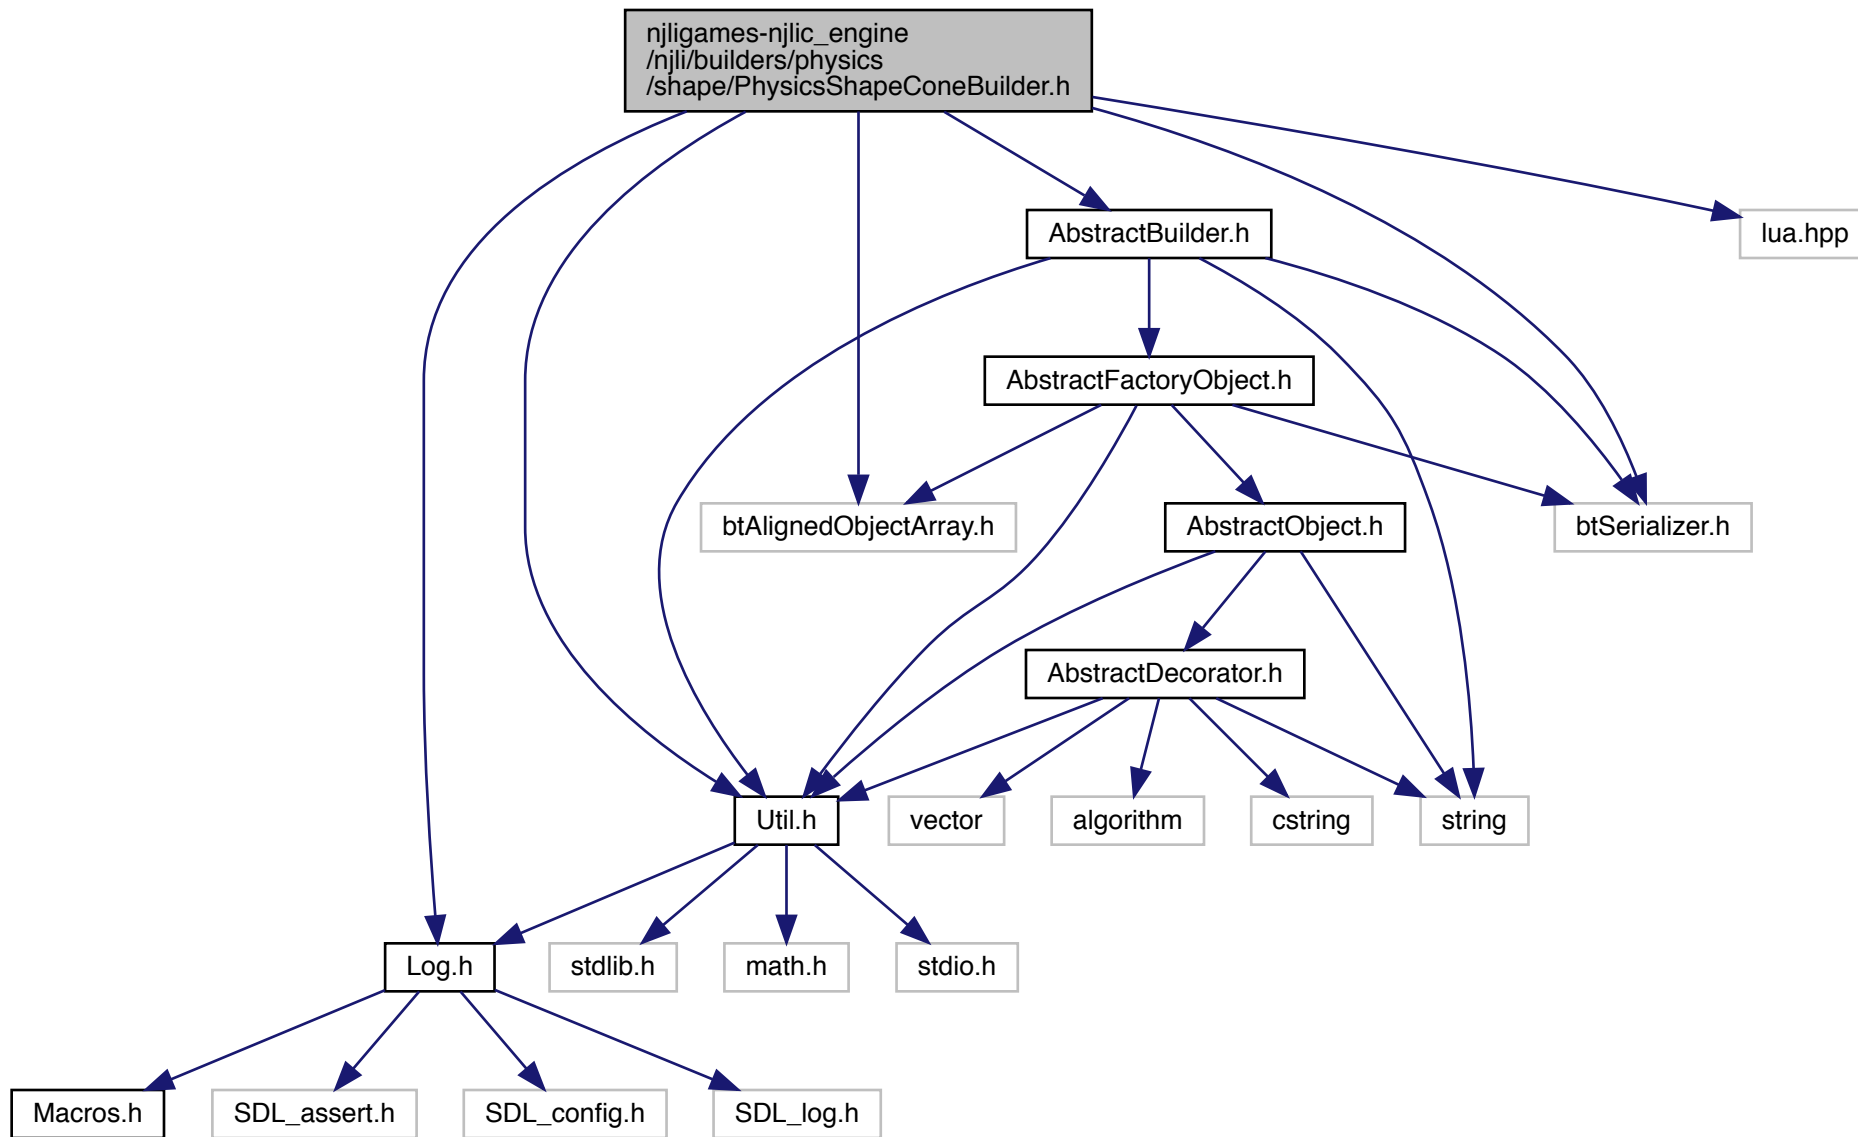 njligames-njlic_engine
/njli/builders/physics
/shape/PhysicsShapeConeBuilder.h
AbstractBuilder.h
lua.hpp
AbstractFactoryObject.h
btAlignedObjectArray.h
AbstractObject.h
btSerializer.h
AbstractDecorator.h
Util.h
vector
algorithm
cstring
string
Log.h
stdlib.h
math.h
stdio.h
Macros.h
SDL_assert.h
SDL_config.h
SDL_log.h